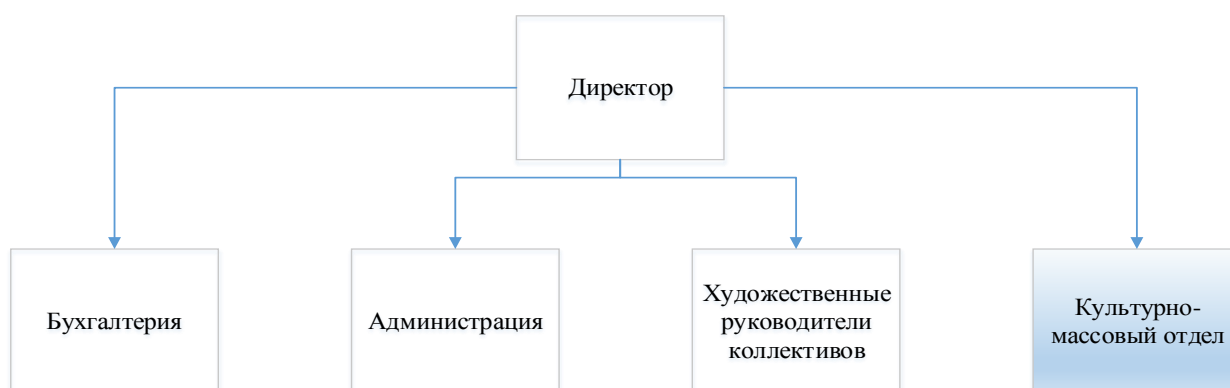 Директор
Бухгалтерия
Администрация
Художественные
руководители
коллективов
Культурно-
массовый отдел